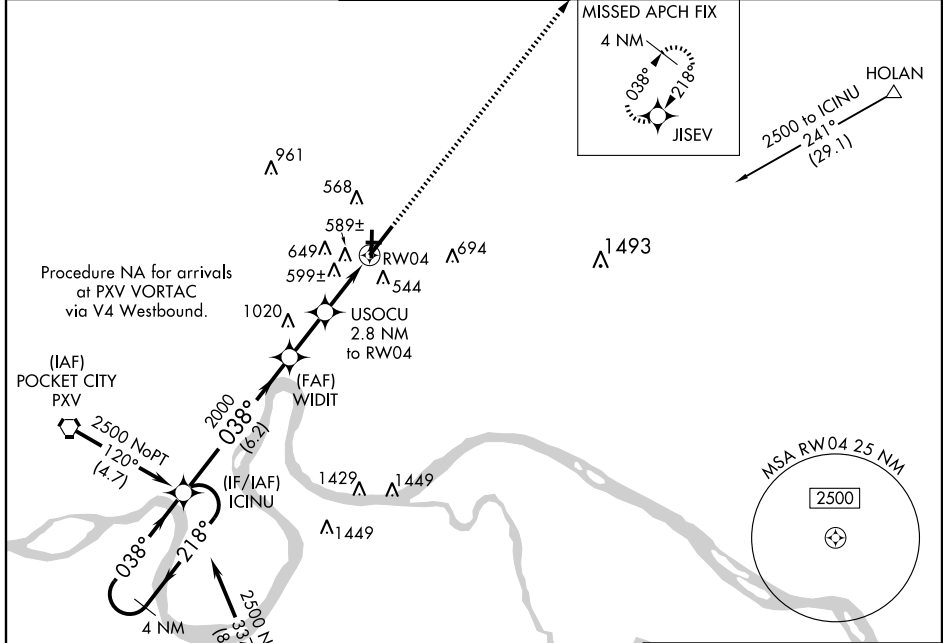 MISSED APCH FIX
4 NM
038°
218°
JISEV
HOLAN
2500 to ICINU
241°
(29.1)
961
568
589±
649
599±
RW04
694
544
1493
Procedure NA for arrivals
at PXV VORTAC
via V4 Westbound.
1020
USOCU
2.8 NM
to RW04
(IAF)
POCKET CITY
PXV
(FAF)
WIDIT
2000
038°
(6.2)
2500 NoPT
120°
(4.7)
(IF/IAF)
ICINU
1429
1449
1449
038°
218°
4 NM
2500
MSA RW04 25 NM
2500